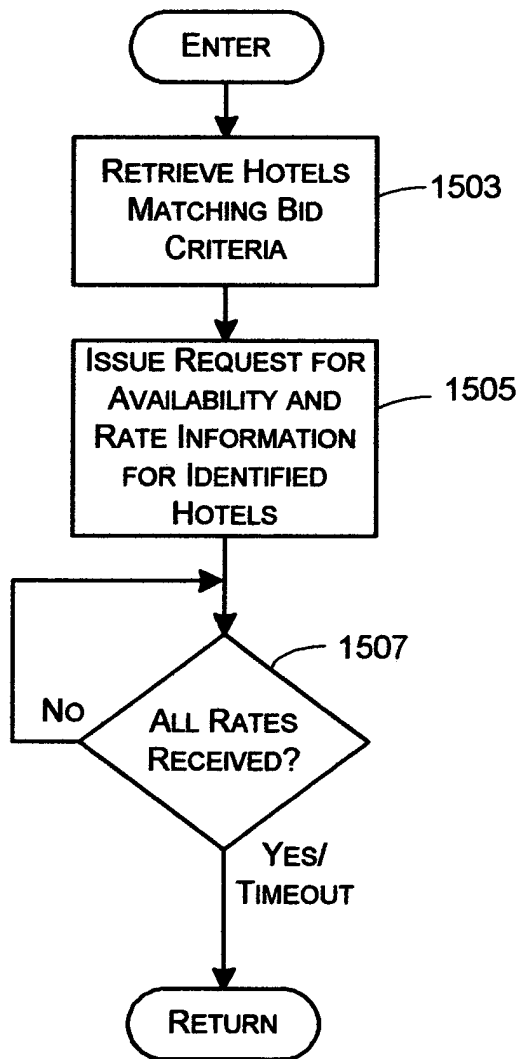 ENTER
RETRIEVE HOTELS
MATCHING BID
CRITERIA
1503
ISSUE REQUEST FOR
AVAILABILITY AND
RATE INFORMATION
FOR IDENTIFIED
HOTELS
1505
1507
NO
ALL RATES
RECEIVED?
YES/
TIMEOUT
RETURN